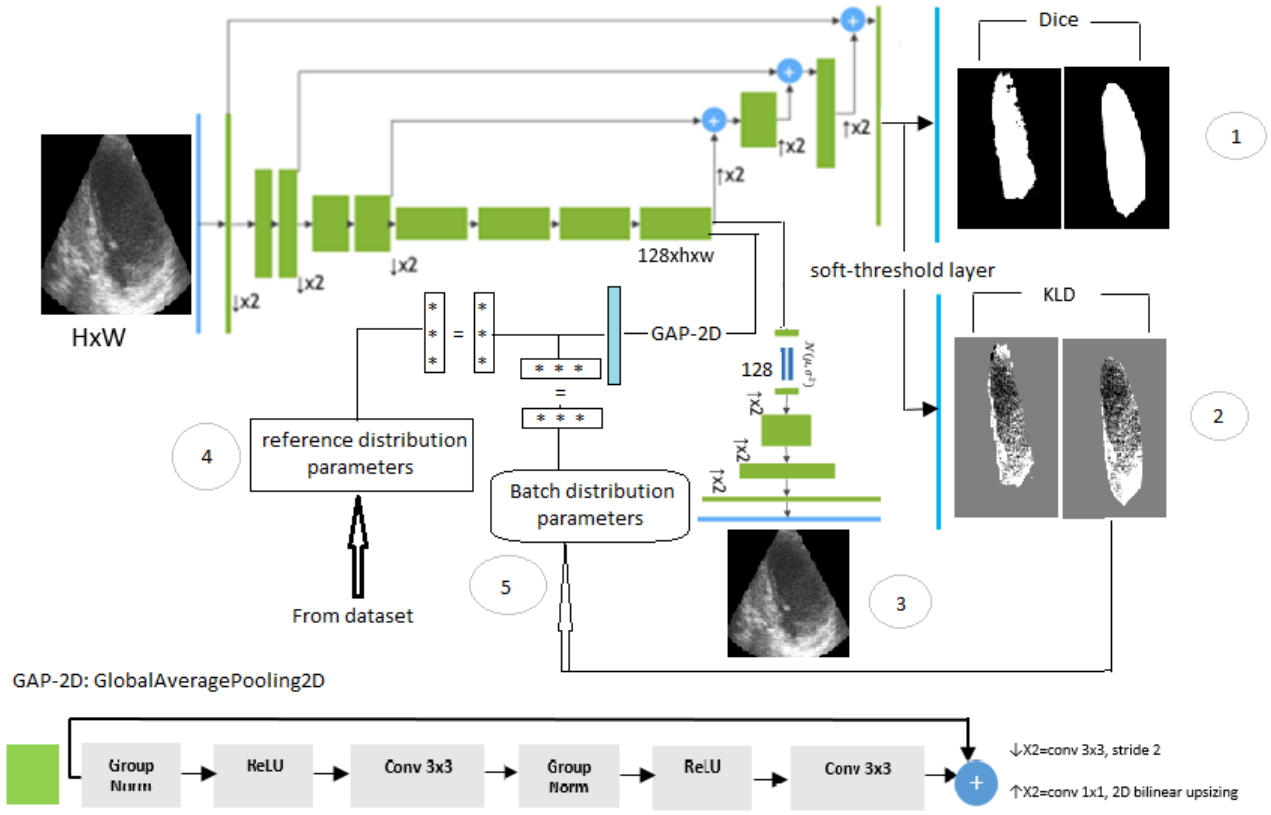 Dice
↑x2
↑x2
↑x2
1
↓x2
↓x2
↓x2
128xhxw
soft-threshold layer
HxW
KLD
* * *
=
* * *
GAP-2D
128
N(μ,σ²)
* * *
=
* * *
↑x2
↑x2
↑x2
2
4
reference distribution
parameters
Batch distribution
parameters
5
3
From dataset
GAP-2D: GlobalAveragePooling2D
Group
Norm
ReLU
Conv 3x3
Group
Norm
ReLU
Conv 3x3
↓X2=conv 3x3, stride 2
↑X2=conv 1x1, 2D bilinear upsizing